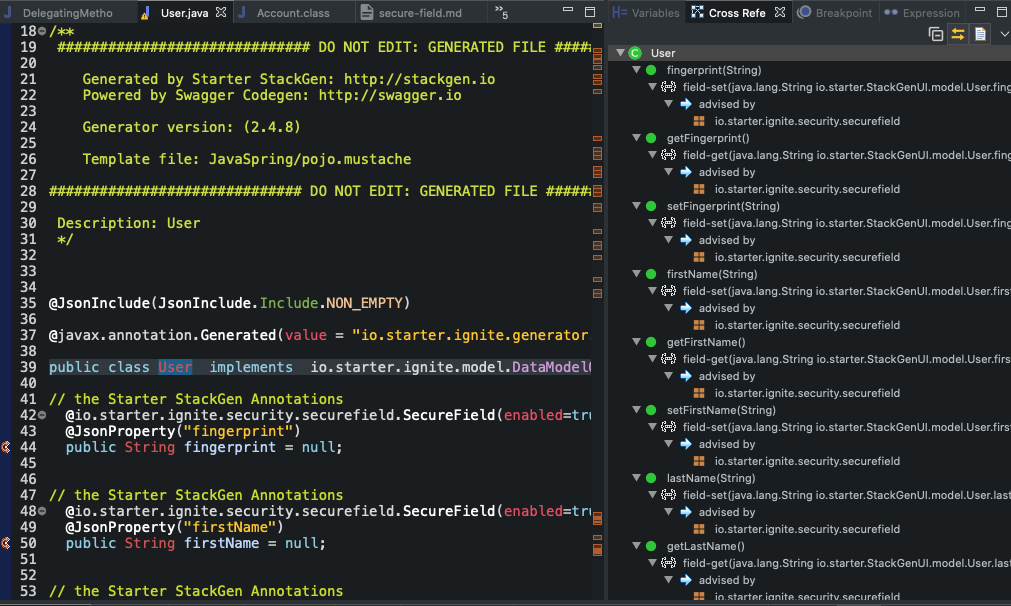 DelegatingMetho
User.java
Account.class
secure-field.md
5
18 /**
19 ############################## DO NOT EDIT: GENERATED FILE #####
20
21 Generated by Starter StackGen: http://stackgen.io
22 Powered by Swagger Codegen: http://swagger.io
23
24 Generator version: (2.4.8)
25
26 Template file: JavaSpring/pojo.mustache
27
28 ############################## DO NOT EDIT: GENERATED FILE ######
29
30 Description: User
31 */
32
33
34
35 @JsonInclude(JsonInclude.Include.NON_EMPTY)
36
37 @javax.annotation.Generated(value = "io.starter.ignite.generator.
38
39 public class User implements io.starter.ignite.model.DataModel
40
41 // the Starter StackGen Annotations
42 @io.starter.ignite.security.securefield.SecureField(enabled=tru
43 @JsonProperty("fingerprint")
44 public String fingerprint = null;
45
46
47 // the Starter StackGen Annotations
48 @io.starter.ignite.security.securefield.SecureField(enabled=tru
49 @JsonProperty("firstName")
50 public String firstName = null;
51
52
53 // the Starter StackGen Annotations
Variables
Cross Refe
Breakpoint
Expression
User
fingerprint(String)
field-set(java.lang.String io.starter.StackGenUI.model.User.fing
advised by
io.starter.ignite.security.securefield
getFingerprint()
field-get(java.lang.String io.starter.StackGenUI.model.User.fing
advised by
io.starter.ignite.security.securefield
setFingerprint(String)
field-set(java.lang.String io.starter.StackGenUI.model.User.fing
advised by
io.starter.ignite.security.securefield
firstName(String)
field-set(java.lang.String io.starter.StackGenUI.model.User.first
advised by
io.starter.ignite.security.securefield
getFirstName()
field-get(java.lang.String io.starter.StackGenUI.model.User.firs
advised by
io.starter.ignite.security.securefield
setFirstName(String)
field-set(java.lang.String io.starter.StackGenUI.model.User.first
advised by
io.starter.ignite.security.securefield
lastName(String)
field-set(java.lang.String io.starter.StackGenUI.model.User.last
advised by
io.starter.ignite.security.securefield
getLastName()
field-get(java.lang.String io.starter.StackGenUI.model.User.last
advised by
io.starter.ignite.security.securefield